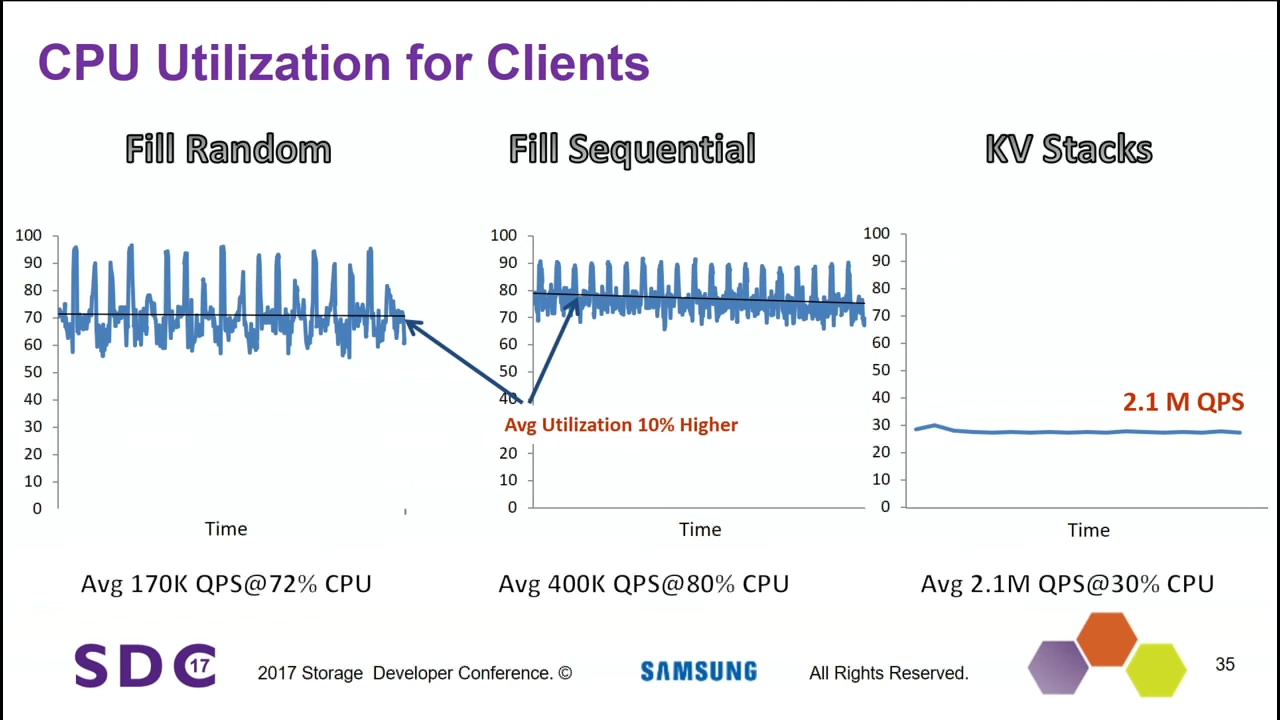 CPU Utilization for Clients
Fill Random
Fill Sequential
KV Stacks
100
90
80
70
60
50
40
30
20
10
0
Time
100
90
80
70
60
50
40
Avg Utilization 10% Higher
20
10
0
Time
100
90
80
70
60
50
40
30
20
10
0
2.1 M QPS
Time
Avg 170K QPS@72% CPU
Avg 400K QPS@80% CPU
Avg 2.1M QPS@30% CPU
SDC 17
2017 Storage Developer Conference. ©
SAMSUNG
All Rights Reserved.
35